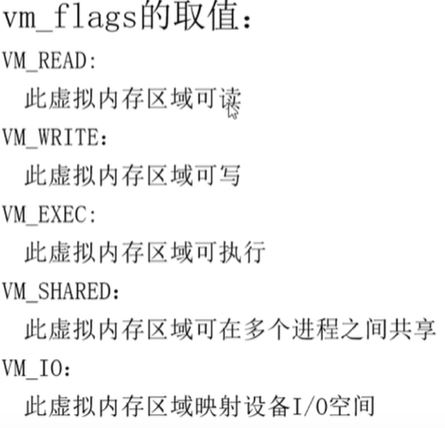 vm_flags的取值：
VM_READ:
此虚拟内存区域可读
VM_WRITE：
此虚拟内存区域可写
VM_EXEC:
此虚拟内存区域可执行
VM_SHARED：
此虚拟内存区域可在多个进程之间共享
VM_IO：
此虚拟内存区域映射设备I/O空间